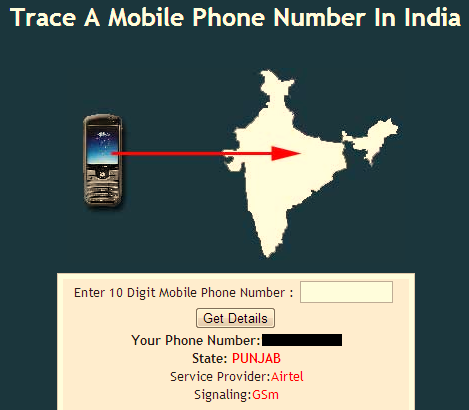 Trace A Mobile Phone Number In India
Enter 10 Digit Mobile Phone Number :
Get Details
Your Phone Number:
State: PUNJAB
Service Provider:Airtel
Signaling:GSm